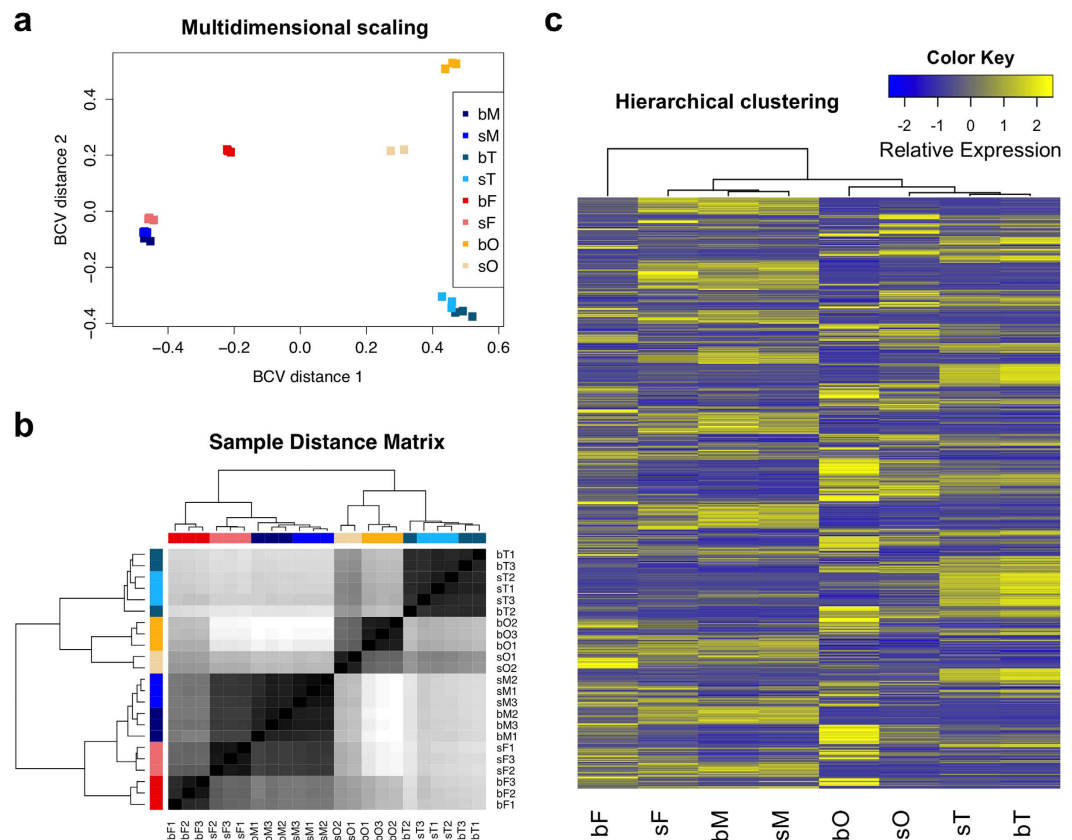 a
Multidimensional scaling
BCV distance 2
0.4
0.2
0.0
−0.2
−0.4
−0.4
−0.2
0.0
0.2
0.4
0.6
BCV distance 1
bM
sM
bT
sT
bF
sF
bO
sO
b
Sample Distance Matrix
bT1
bT3
sT2
sT1
sT3
bT2
bO2
bO3
bO1
sO1
sO2
sM2
sM1
sM3
bM2
bM3
bM1
sF1
sF3
sF2
bF3
bF2
bF1
bF1
bF2
bF3
sF2
sF3
sF1
bM1
bM3
bM2
sM3
sM1
sM2
sO2
sO1
bO1
bO3
bO2
bT2
sT3
sT1
sT2
bT3
bT1
c
Color Key
-2 -1 0 1 2
Relative Expression
Hierarchical clustering
bF
sF
bM
sM
bO
sO
sT
bT